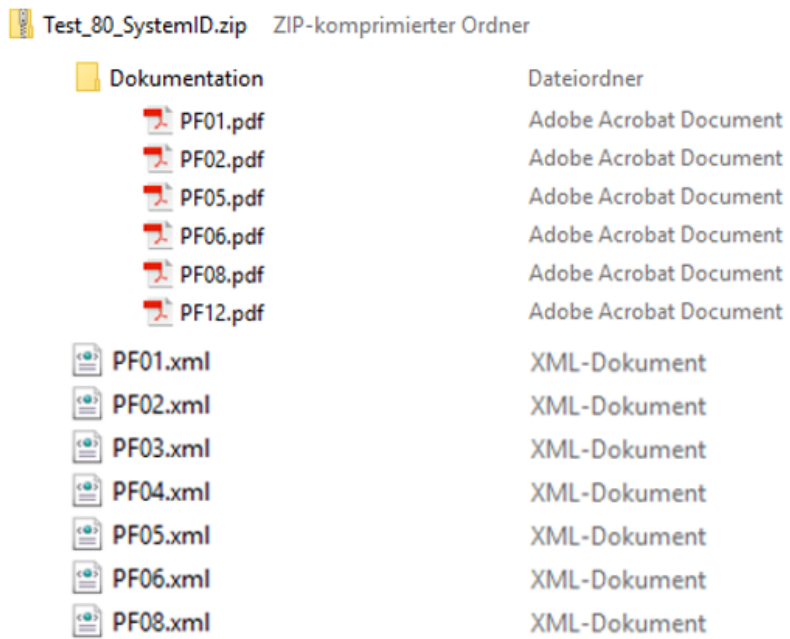 Test_80_SystemID.zip ZIP-komprimierter Ordner
Dokumentation Dateiordner
PF01.pdf Adobe Acrobat Document
PF02.pdf Adobe Acrobat Document
PF05.pdf Adobe Acrobat Document
PF06.pdf Adobe Acrobat Document
PF08.pdf Adobe Acrobat Document
PF12.pdf Adobe Acrobat Document
PF01.xml XML-Dokument
PF02.xml XML-Dokument
PF03.xml XML-Dokument
PF04.xml XML-Dokument
PF05.xml XML-Dokument
PF06.xml XML-Dokument
PF08.xml XML-Dokument